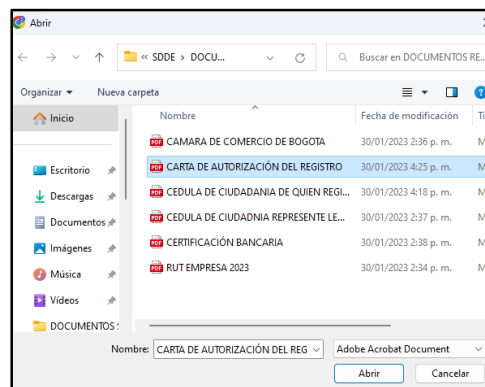 Abrir
« SDDE › DOCU...
Buscar en DOCUMENTOS RE...
Organizar
Nueva carpeta
Inicio
Escritorio
Descargas
Documentos
Imágenes
Música
Vídeos
DOCUMENTOS
Nombre
Fecha de modificación
CAMARA DE COMERCIO DE BOGOTA
30/01/2023 2:36 p. m.
CARTA DE AUTORIZACIÓN DEL REGISTRO
30/01/2023 4:25 p. m.
CEDULA DE CIUDADANIA DE QUIEN REGI...
30/01/2023 4:18 p. m.
CEDULA DE CIUDADNIA REPRESENTE LE...
30/01/2023 2:37 p. m.
CERTIFICACIÓN BANCARIA
30/01/2023 2:38 p. m.
RUT EMPRESA 2023
30/01/2023 2:34 p. m.
Nombre:
CARTA DE AUTORIZACIÓN DEL REG
Adobe Acrobat Document
Abrir
Cancelar